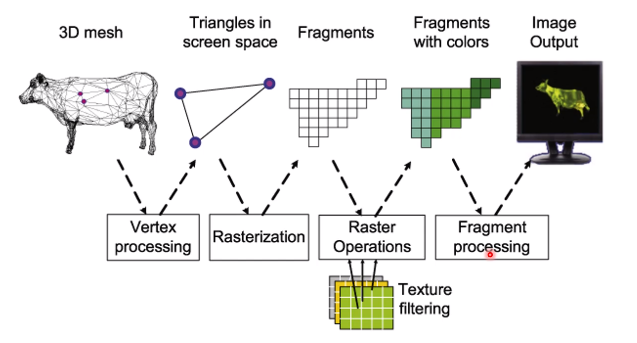 3D mesh
Triangles in
screen space
Fragments
Fragments
with colors
Image
Output
Vertex
processing
Rasterization
Raster
Operations
Fragment
processing
Texture
filtering